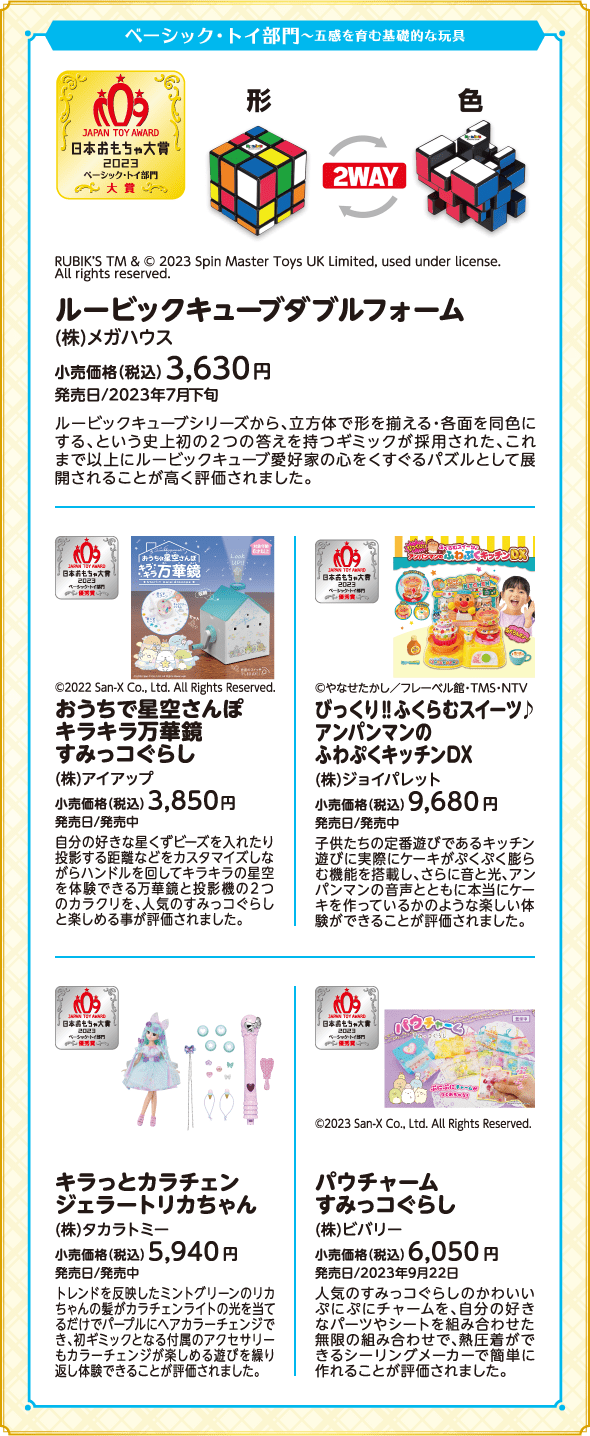 ベーシック・トイ部門～五感を育む基礎的な玩具
JAPAN TOY AWARD
日本おもちゃ大賞
2023
ベーシック・トイ部門
大賞
形
色
2WAY
RUBIK'S TM & © 2023 Spin Master Toys UK Limited, used under license.
All rights reserved.
ルービックキューブダブルフォーム
(株)メガハウス
小売価格(税込)3,630円
発売日/2023年7月下旬
ルービックキューブシリーズから、立方体で形を揃える・各面を同色に
する、という史上初の2つの答えを持つギミックが採用された、これ
まで以上にルービックキューブ愛好家の心をくすぐるパズルとして展
開されることが高く評価されました。
JAPAN TOY AWARD
日本おもちゃ大賞
2023
ベーシック・トイ部門
優秀賞
おうちで星空さんぽ
キラキラ万華鏡
©2022 San-X Co., Ltd. All Rights Reserved.
おうちで星空さんぽ
キラキラ万華鏡
すみっコぐらし
(株)アイアップ
小売価格(税込)3,850円
発売日/発売中
自分の好きな星くずビーズを入れたり
投影する距離などをカスタマイズしな
がらハンドルを回してキラキラの星空
を体験できる万華鏡と投影機の2つ
のカラクリを、人気のすみっコぐらし
と楽しめる事が評価されました。
JAPAN TOY AWARD
日本おもちゃ大賞
2023
ベーシック・トイ部門
優秀賞
びっくり!!ふくらむスイーツ♪
アンパンマンのふわぷくキッチンDX
©やなせたかし／フレーベル館・TMS・NTV
びっくり!!ふくらむスイーツ♪
アンパンマンの
ふわぷくキッチンDX
(株)ジョイパレット
小売価格(税込)9,680円
発売日/発売中
子供たちの定番遊びであるキッチン
遊びに実際にケーキがぷくぷく膨ら
む機能を搭載し、さらに音と光、アン
パンマンの音声とともに本当にケー
キを作っているかのような楽しい体
験ができることが評価されました。
JAPAN TOY AWARD
日本おもちゃ大賞
2023
ベーシック・トイ部門
優秀賞
キラっとカラチェン
ジェラートリカちゃん
(株)タカラトミー
小売価格(税込)5,940円
発売日/発売中
トレンドを反映したミントグリーンのリカ
ちゃんの髪がカラチェンライトの光を当て
るだけでパープルにヘアカラーチェンジで
き、初ギミックとなる付属のアクセサリー
もカラーチェンジが楽しめる遊びを繰り
返し体験できることが評価されました。
JAPAN TOY AWARD
日本おもちゃ大賞
2023
ベーシック・トイ部門
優秀賞
パウチャーム
©2023 San-X Co., Ltd. All Rights Reserved.
パウチャーム
すみっコぐらし
(株)ビバリー
小売価格(税込)6,050円
発売日/2023年9月22日
人気のすみっコぐらしのかわいい
ぷにぷにチャームを、自分の好き
なパーツやシートを組み合わせた
無限の組み合わせで、熱圧着がで
きるシーリングメーカーで簡単に
作れることが評価されました。